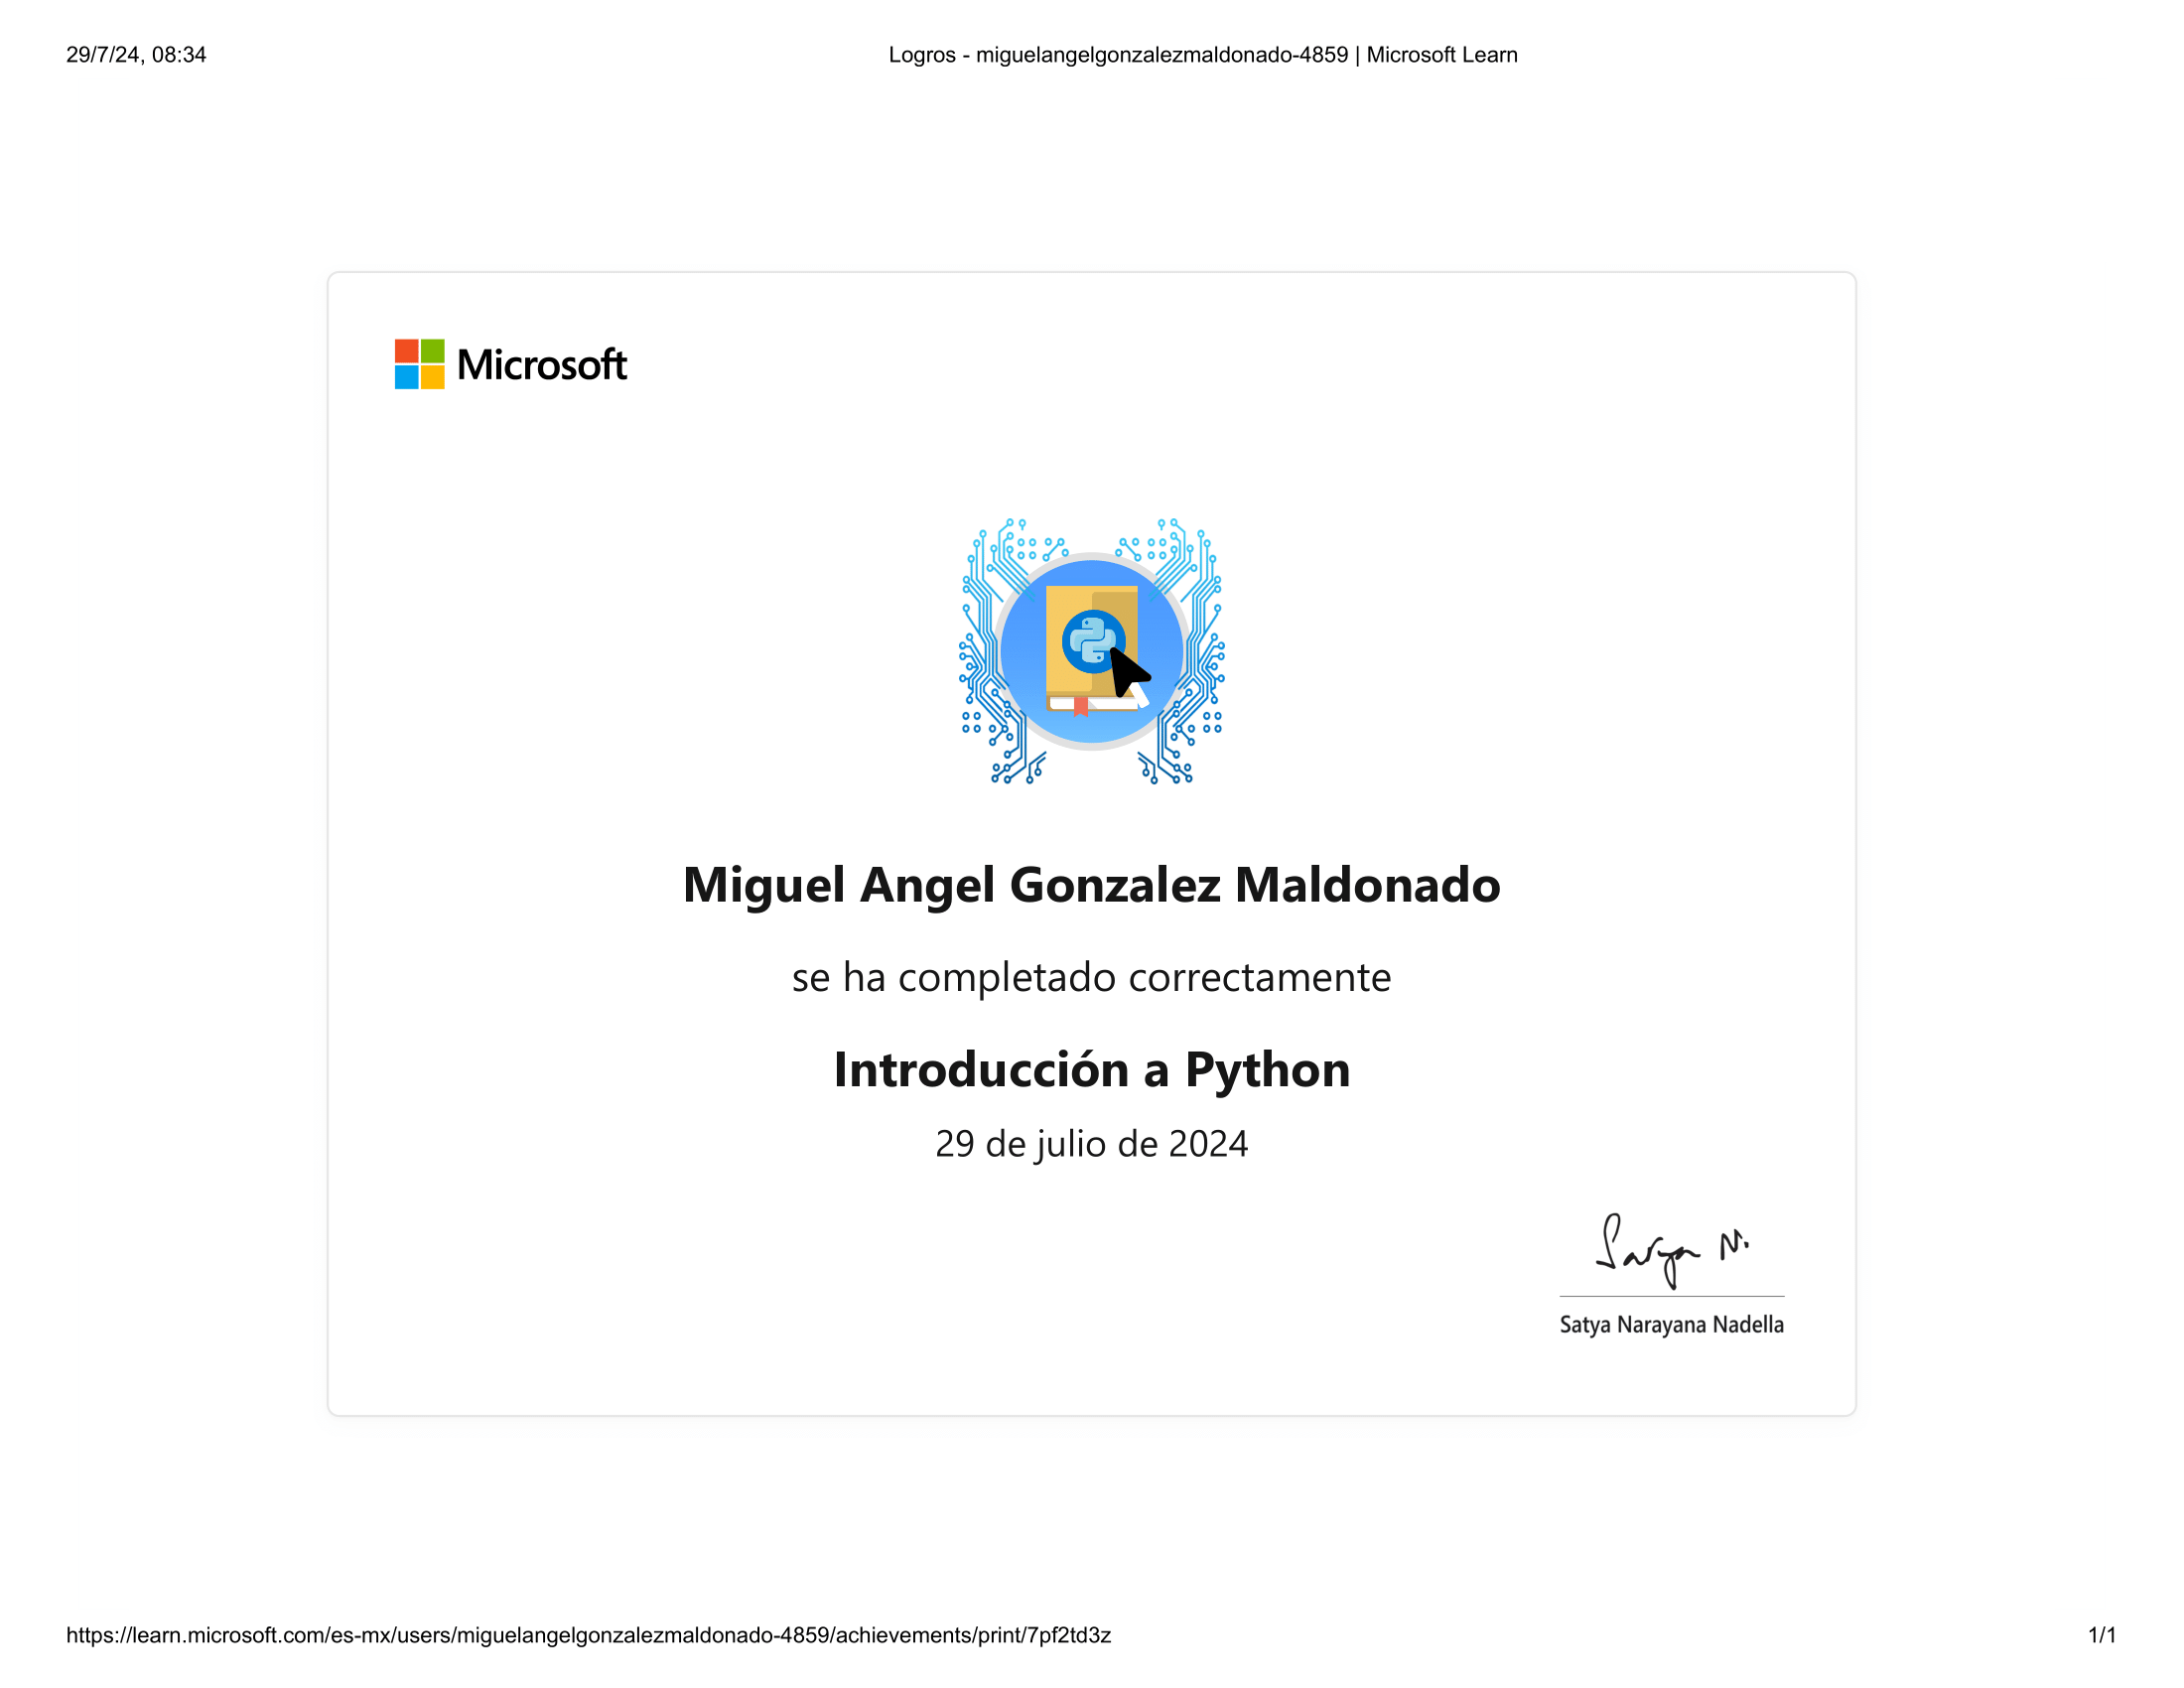 29/7/24, 08:34
Logros - miguelangelgonzalezmaldonado-4859 | Microsoft Learn
Microsoft
Miguel Angel Gonzalez Maldonado
se ha completado correctamente
Introducción a Python
29 de julio de 2024
Satya N.
Satya Narayana Nadella
https://learn.microsoft.com/es-mx/users/miguelangelgonzalezmaldonado-4859/achievements/print/7pf2td3z
1/1